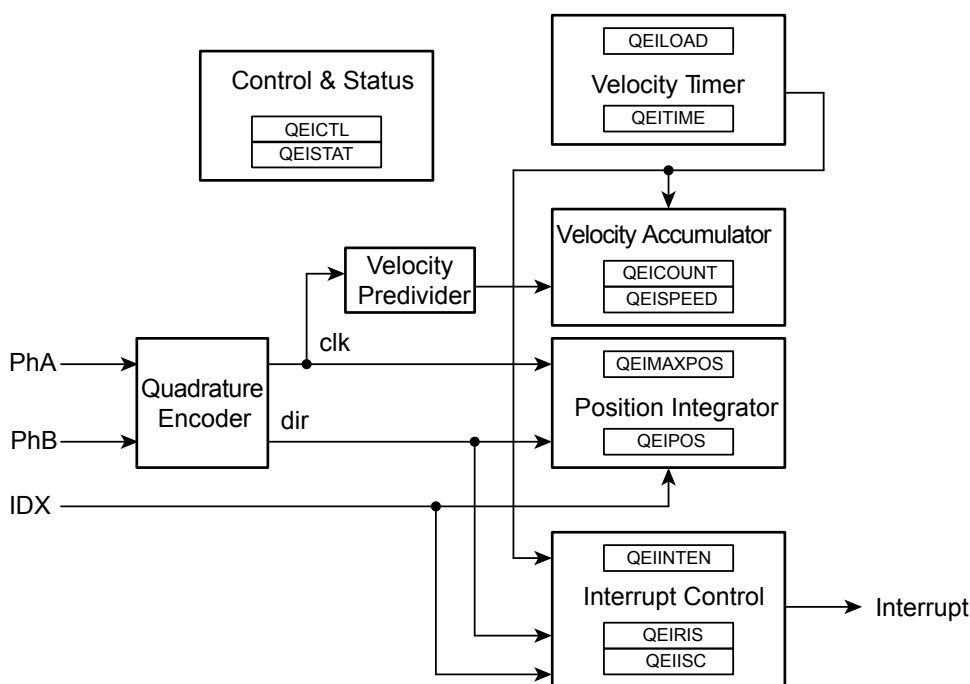 QEILOAD
Velocity Timer
QEITIME
Control & Status
QEICTL
QEISTAT
Velocity Accumulator
QEICOUNT
QEISPEED
Velocity
Predivider
clk
PhA
Quadrature
Encoder
PhB
dir
QEIMAXPOS
Position Integrator
QEIPOS
IDX
QEIINTEN
Interrupt Control
QEIRIS
QEIISC
Interrupt